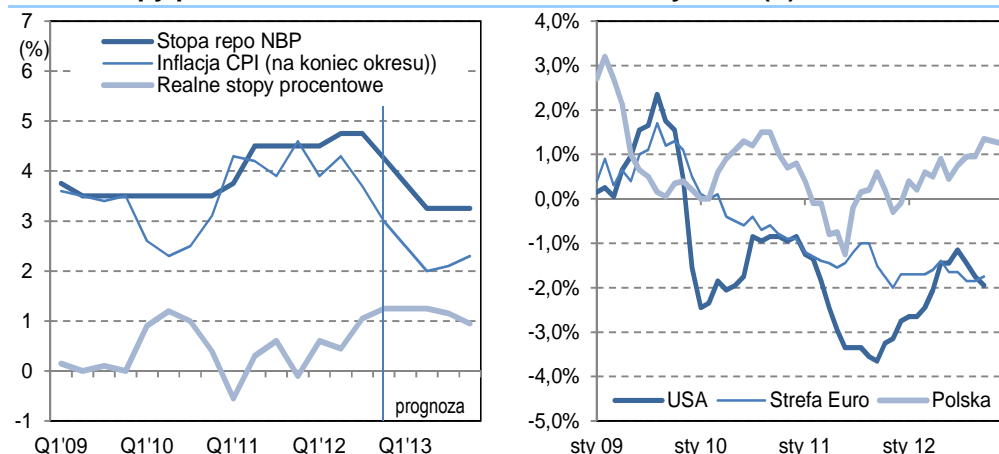 7
(%)
6
5
4
3
2
1
0
-1
Stopa repo NBP
Inflacja CPI (na koniec okresu))
Realne stopy procentowe
prognoza
Q1'09 Q1'10 Q1'11 Q1'12 Q1'13
4,0%
3,0%
2,0%
1,0%
0,0%
-1,0%
-2,0%
-3,0%
-4,0%
-5,0%
USA Strefa Euro Polska
sty 09 sty 10 sty 11 sty 12